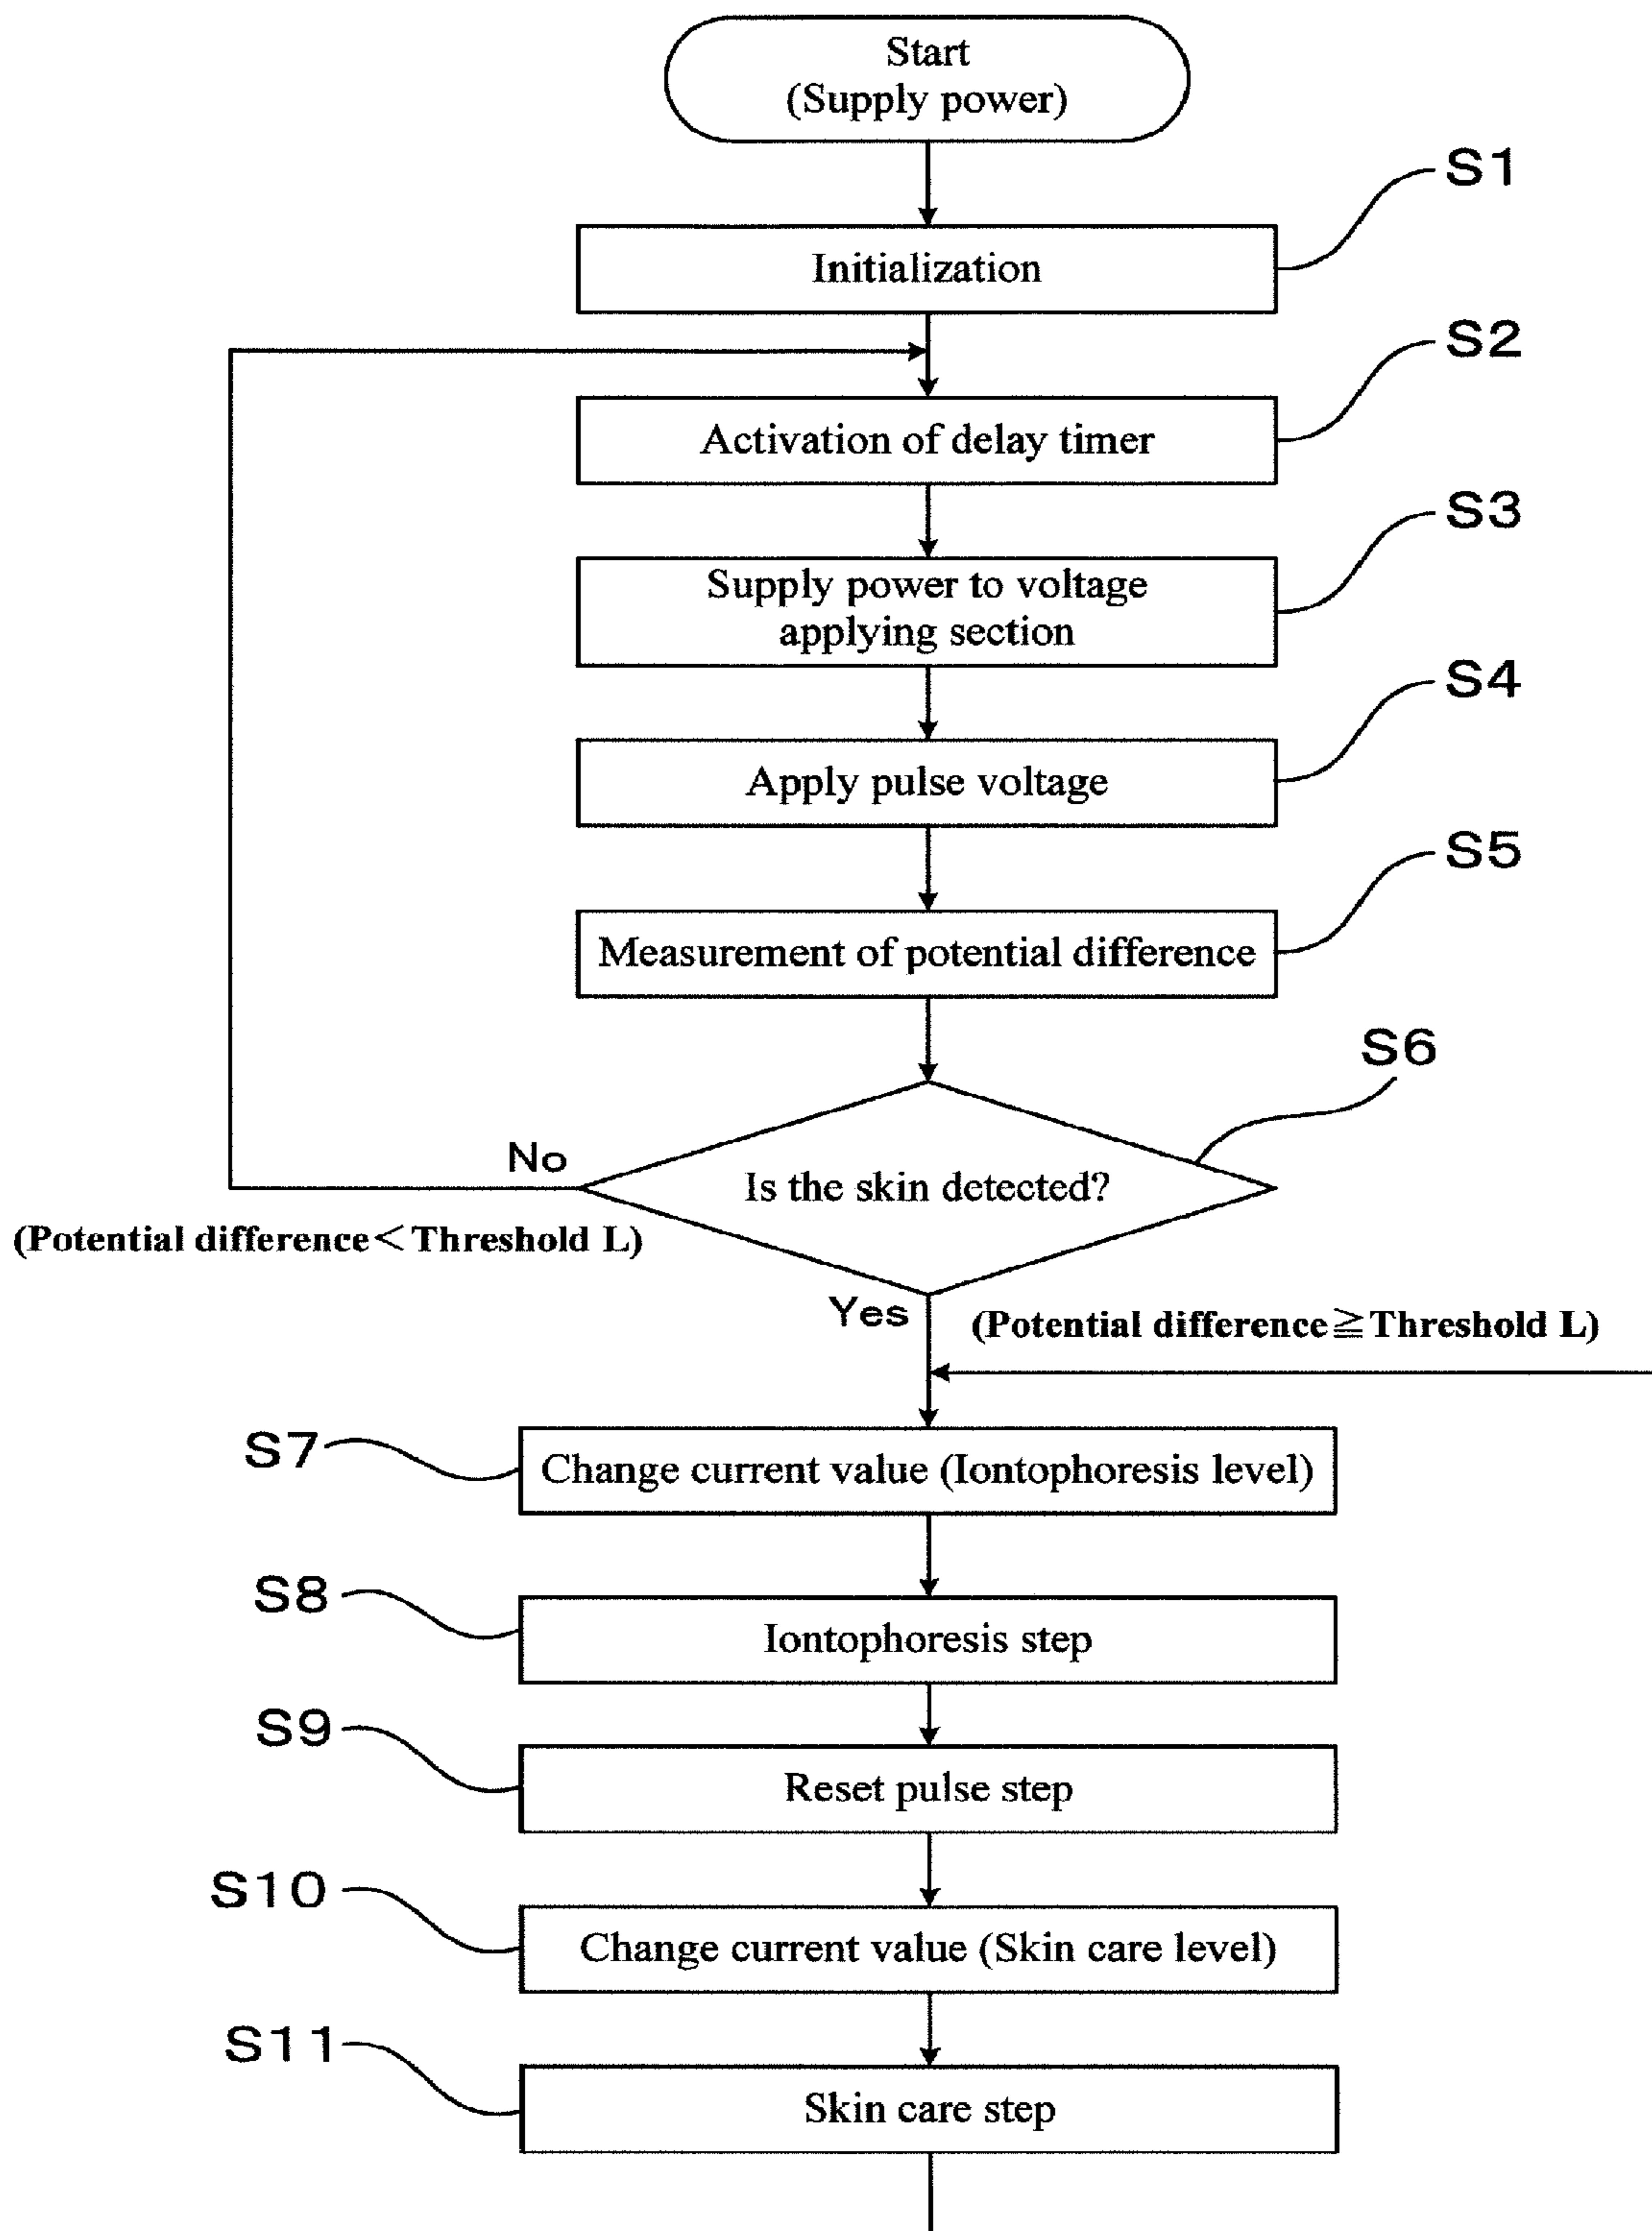 Start
(Supply power)
S1
Initialization
S2
Activation of delay timer
S3
Supply power to voltage
applying section
S4
Apply pulse voltage
S5
Measurement of potential difference
S6
Is the skin detected?
No
(Potential difference<Threshold L)
Yes
(Potential difference≧Threshold L)
S7
Change current value (Iontophoresis level)
S8
Iontophoresis step
S9
Reset pulse step
S10
Change current value (Skin care level)
S11
Skin care step